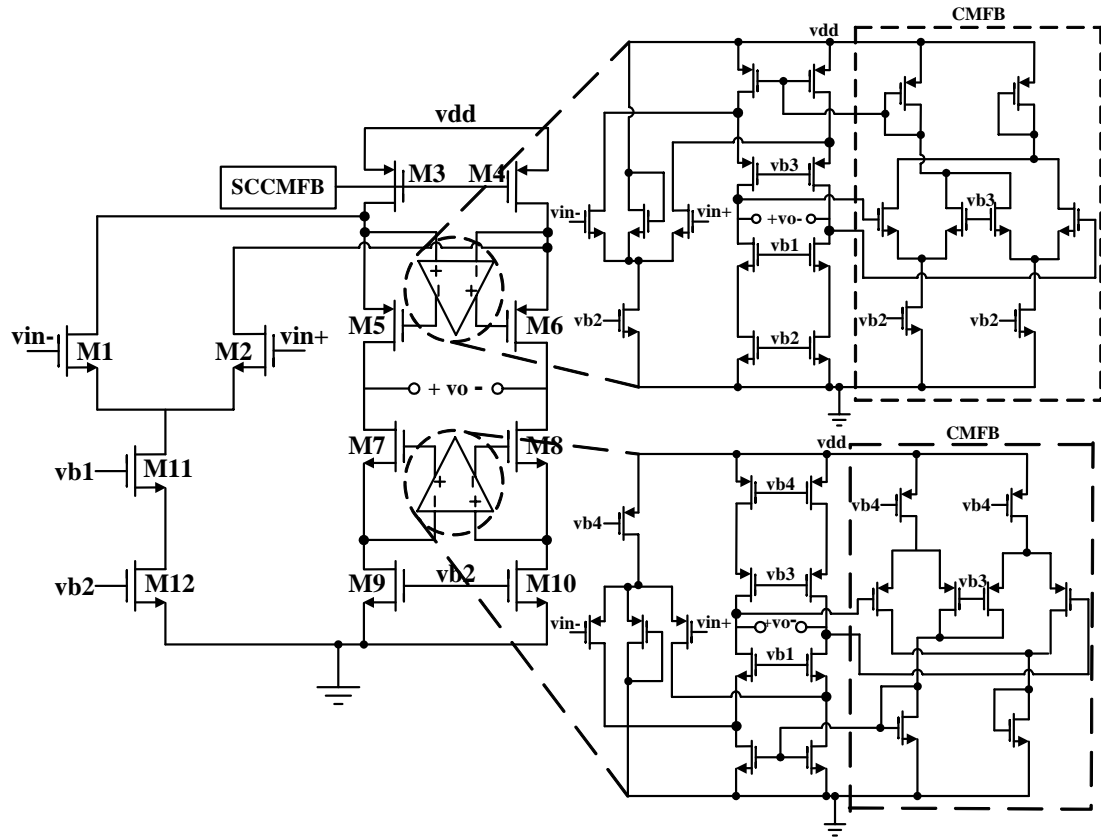 CMFB
vdd
vdd
M3
M4
SCCMFB
vb3
vb3
vin-
vin+
+vo-
vb1
M5
M6
vin-
M1
M2
vin+
vb2
vb2
vb2
vb2
+ vo -
+
-
-
+
M7
M8
CMFB
vdd
vb1
M11
+
-
-
+
vb4
vb4
vb4
vb4
vb2
M12
M9
vb2
M10
vb3
vb3
vin-
vin+
+vo-
vb1